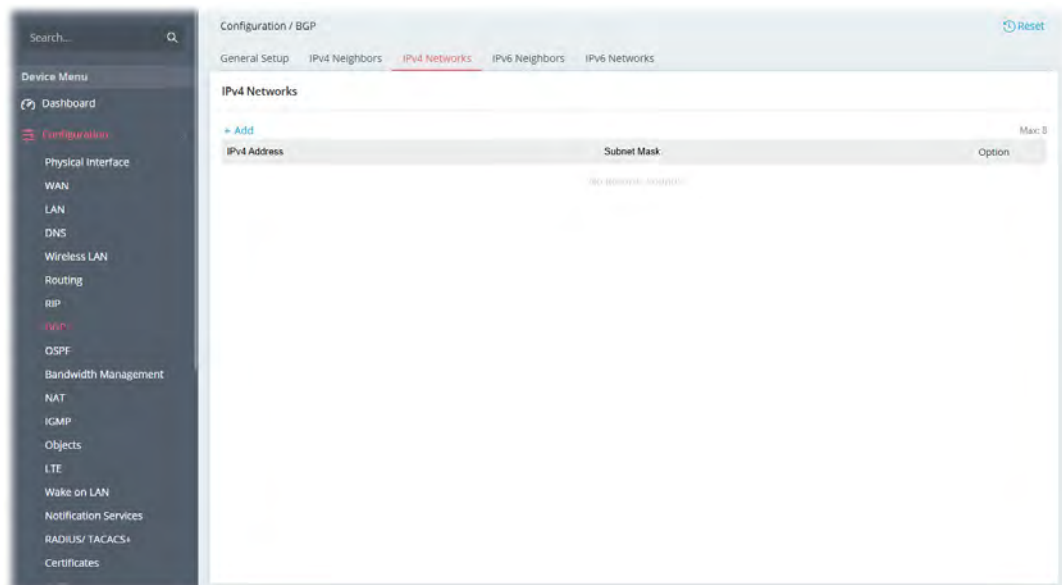 Search...
Device Menu
Dashboard
Configuration
Physical Interface
WAN
LAN
DNS
Wireless LAN
Routing
RIP
BGP
OSPF
Bandwidth Management
NAT
IGMP
Objects
LTE
Wake on LAN
Notification Services
RADIUS/ TACACS+
Certificates
Configuration / BGP
Reset
General Setup IPv4 Neighbors IPv4 Networks IPv6 Neighbors IPv6 Networks
IPv4 Networks
+ Add
Max: 8
IPv4 Address Subnet Mask Option